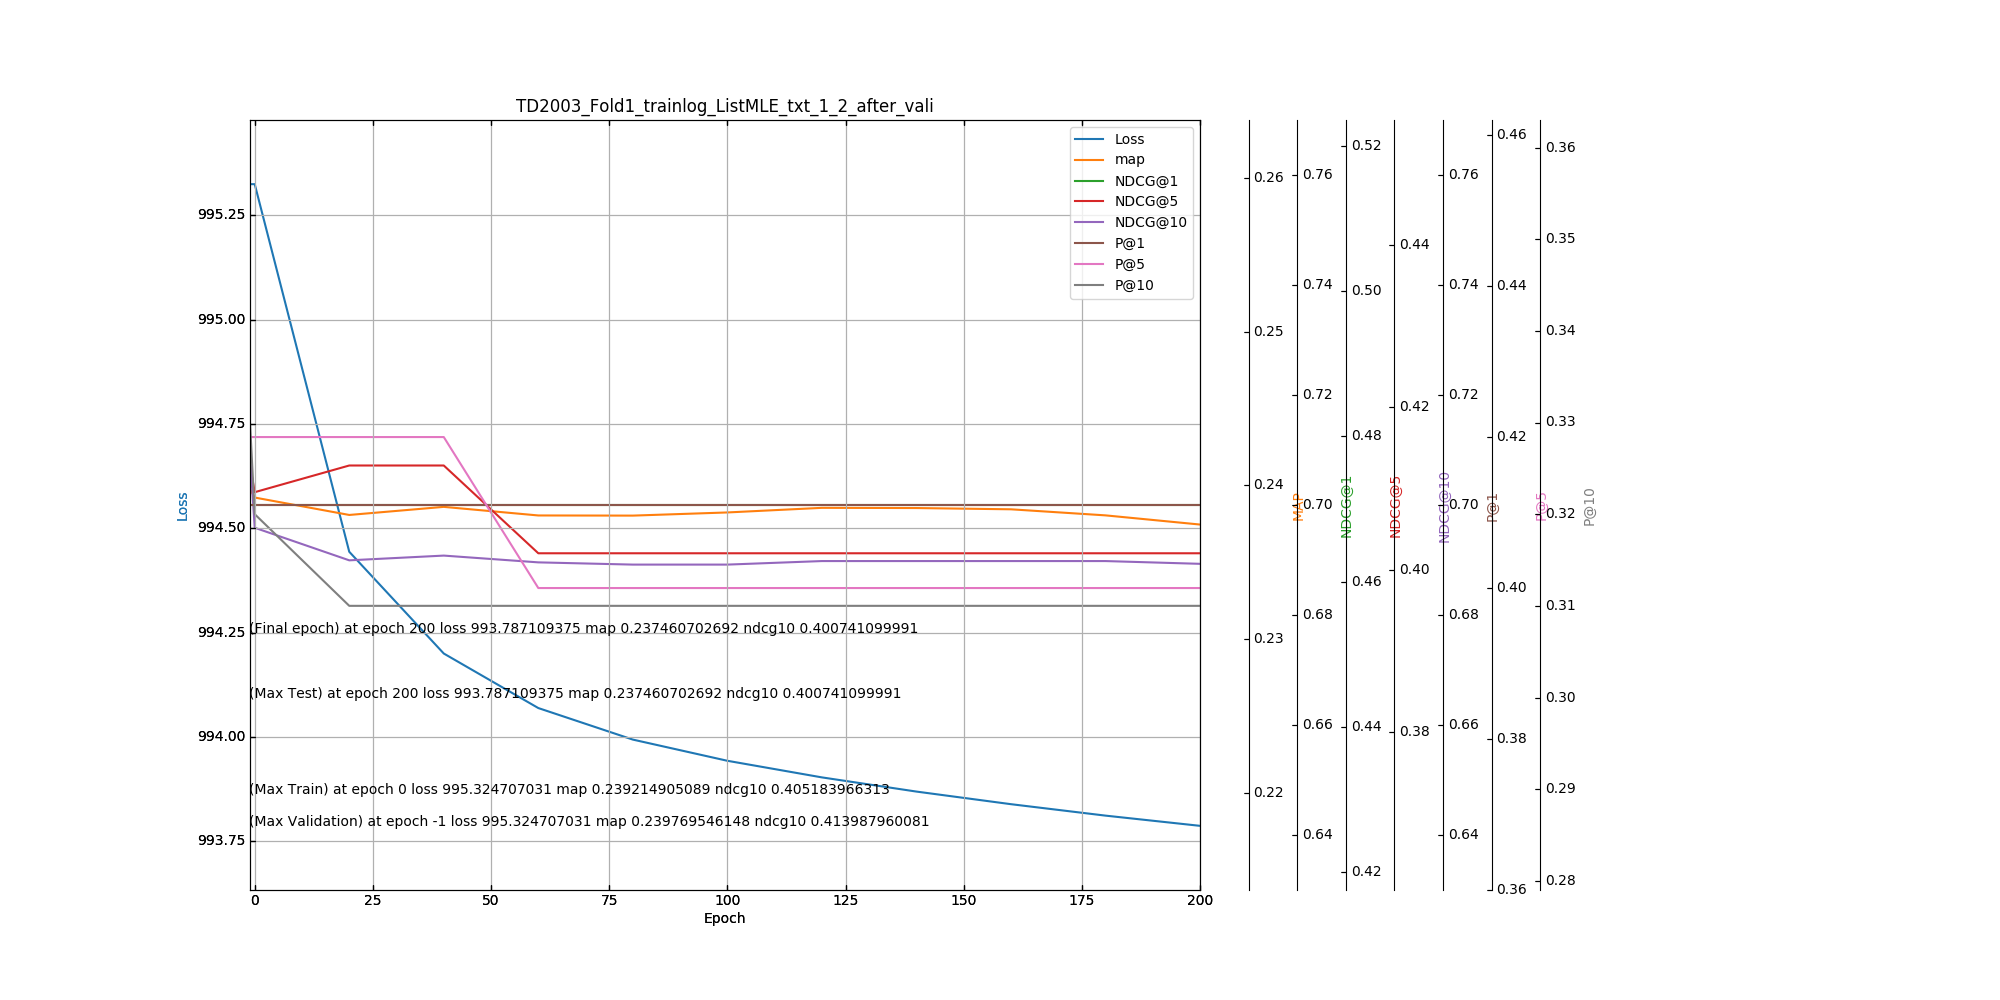 TD2003_Fold1_trainlog_ListMLE_txt_1_2_after_vali
Loss
map
NDCG@1
NDCG@5
NDCG@10
P@1
P@5
P@10
995.25
995.00
994.75
994.50
994.25
994.00
993.75
Loss
(Final epoch) at epoch 200 loss 993.787109375 map 0.237460702692 ndcg10 0.400741099991
(Max Test) at epoch 200 loss 993.787109375 map 0.237460702692 ndcg10 0.400741099991
(Max Train) at epoch 0 loss 995.324707031 map 0.239214905089 ndcg10 0.405183966313
(Max Validation) at epoch -1 loss 995.324707031 map 0.239769546148 ndcg10 0.413987960081
0 25 50 75 100 125 150 175 200
Epoch
0.26
0.25
0.24
0.23
0.22
MAP
0.76
0.74
0.72
0.70
0.68
0.66
0.64
NDCG@1
0.52
0.50
0.48
0.46
0.44
0.42
NDCG@5
0.44
0.42
0.40
0.38
NDCG@10
0.76
0.74
0.72
0.70
0.68
0.66
0.64
P@1
0.46
0.44
0.42
0.40
0.38
0.36
P@5
0.36
0.35
0.34
0.33
0.32
0.31
0.30
0.29
0.28
P@10